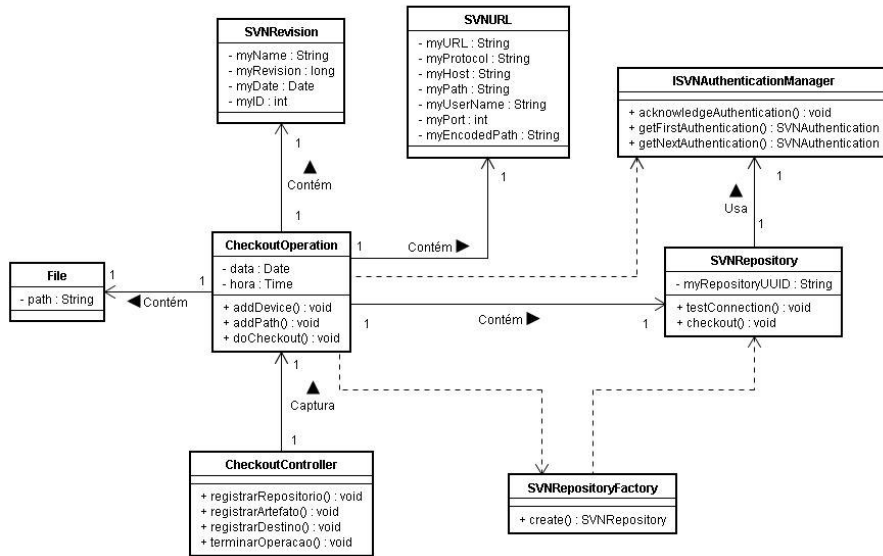 SVNRevision
- myName : String
- myRevision : long
- myDate : Date
- myID : int
SVNURL
- myURL : String
- myProtocol : String
- myHost : String
- myPath : String
- myUserName : String
- myPort : int
- myEncodedPath : String
ISVNAuthenticationManager
+ acknowledgeAuthentication() : void
+ getFirstAuthentication() : SVNAuthentication
+ getNextAuthentication() : SVNAuthentication
1
Contém
1
1
1
Contém
1
Usa
1
CheckoutOperation
- data : Date
- hora : Time
+ addDevice() : void
+ addPath() : void
+ doCheckout() : void
File
- path : String
1
Contém
1
1
Contém
1
SVNRepository
- myRepositoryUUID : String
+ testConnection() : void
+ checkout() : void
1
Captura
1
CheckoutController
+ registrarRepositorio() : void
+ registrarArtefato() : void
+ registrarDestino() : void
+ terminarOperacao() : void
SVNRepositoryFactory
+ create() : SVNRepository